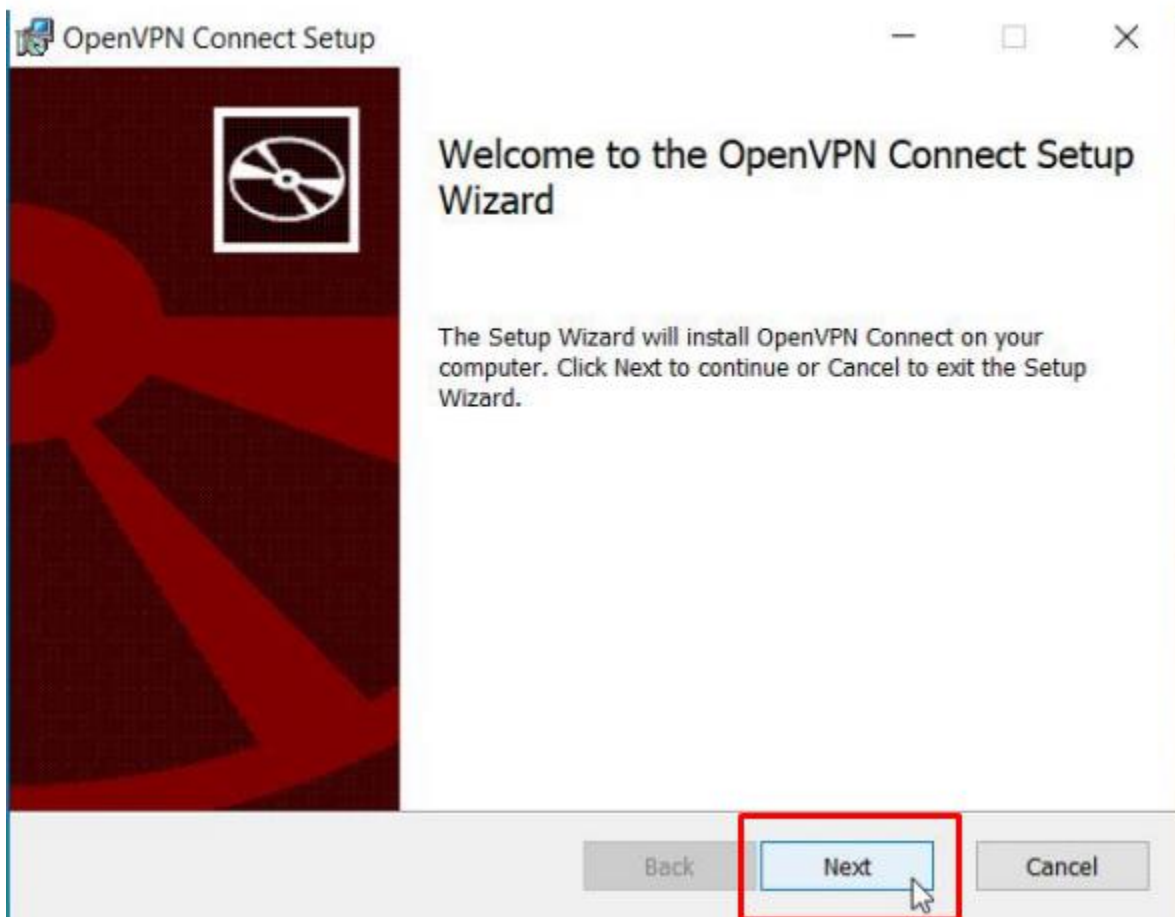 OpenVPN Connect Setup
Welcome to the OpenVPN Connect Setup
Wizard
The Setup Wizard will install OpenVPN Connect on your
computer. Click Next to continue or Cancel to exit the Setup
Wizard.
Back Next Cancel